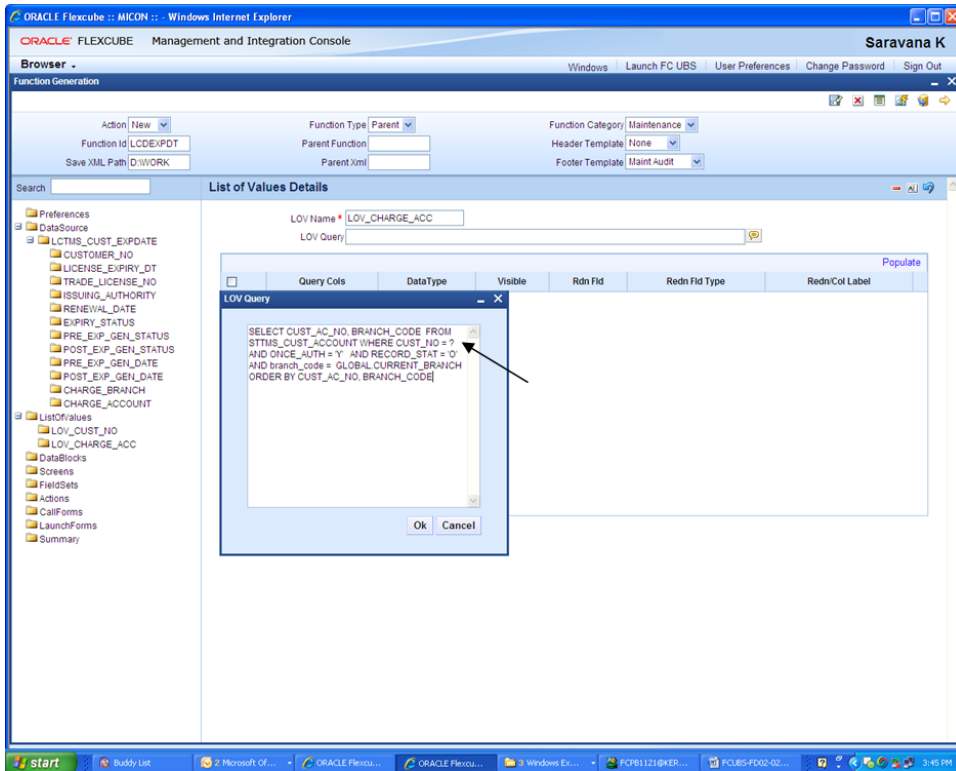 ORACLE Flexcube :: MICON :: - Windows Internet Explorer
ORACLE FLEXCUBE Management and Integration Console
Saravana K
Browser
Windows Launch FC UBS User Preferences Change Password Sign Out
Function Generation
Action New Function Type Parent Function Category Maintenance
Function Id LCDEXPDT Parent Function Header Template None
Save XML Path D:\WORK Parent Xml Footer Template Maint Audit
Search
List of Values Details
Preferences
DataSource
LCTMS_CUST_EXPDATE
CUSTOMER_NO
LICENSE_EXPIRY_DT
TRADE_LICENSE_NO
ISSUING_AUTHORITY
RENEWAL_DATE
EXPIRY_STATUS
PRE_EXP_GEN_STATUS
POST_EXP_GEN_STATUS
PRE_EXP_GEN_DATE
POST_EXP_GEN_DATE
CHARGE_BRANCH
CHARGE_ACCOUNT
ListOfValues
LOV_CUST_NO
LOV_CHARGE_ACC
DataBlocks
Screens
FieldSets
Actions
CallForms
LaunchForms
Summary
LOV Name * LOV_CHARGE_ACC
LOV Query
Populate
Query Cols DataType Visible Rdn Fld Redn Fld Type Redn/Col Label
LOV Query
SELECT CUST_AC_NO, BRANCH_CODE FROM
STTMS_CUST_ACCOUNT WHERE CUST_NO = ?
AND ONCE_AUTH = 'Y' AND RECORD_STAT = 'O'
AND branch_code = GLOBAL.CURRENT_BRANCH
ORDER BY CUST_AC_NO, BRANCH_CODE
Ok Cancel
start Buddy List 2 Microsoft Of... ORACLE Flexcu... ORACLE Flexcu... 3 Windows Ex... FCPB1121@KER... FCUBS-FD02-02... 3:45 PM